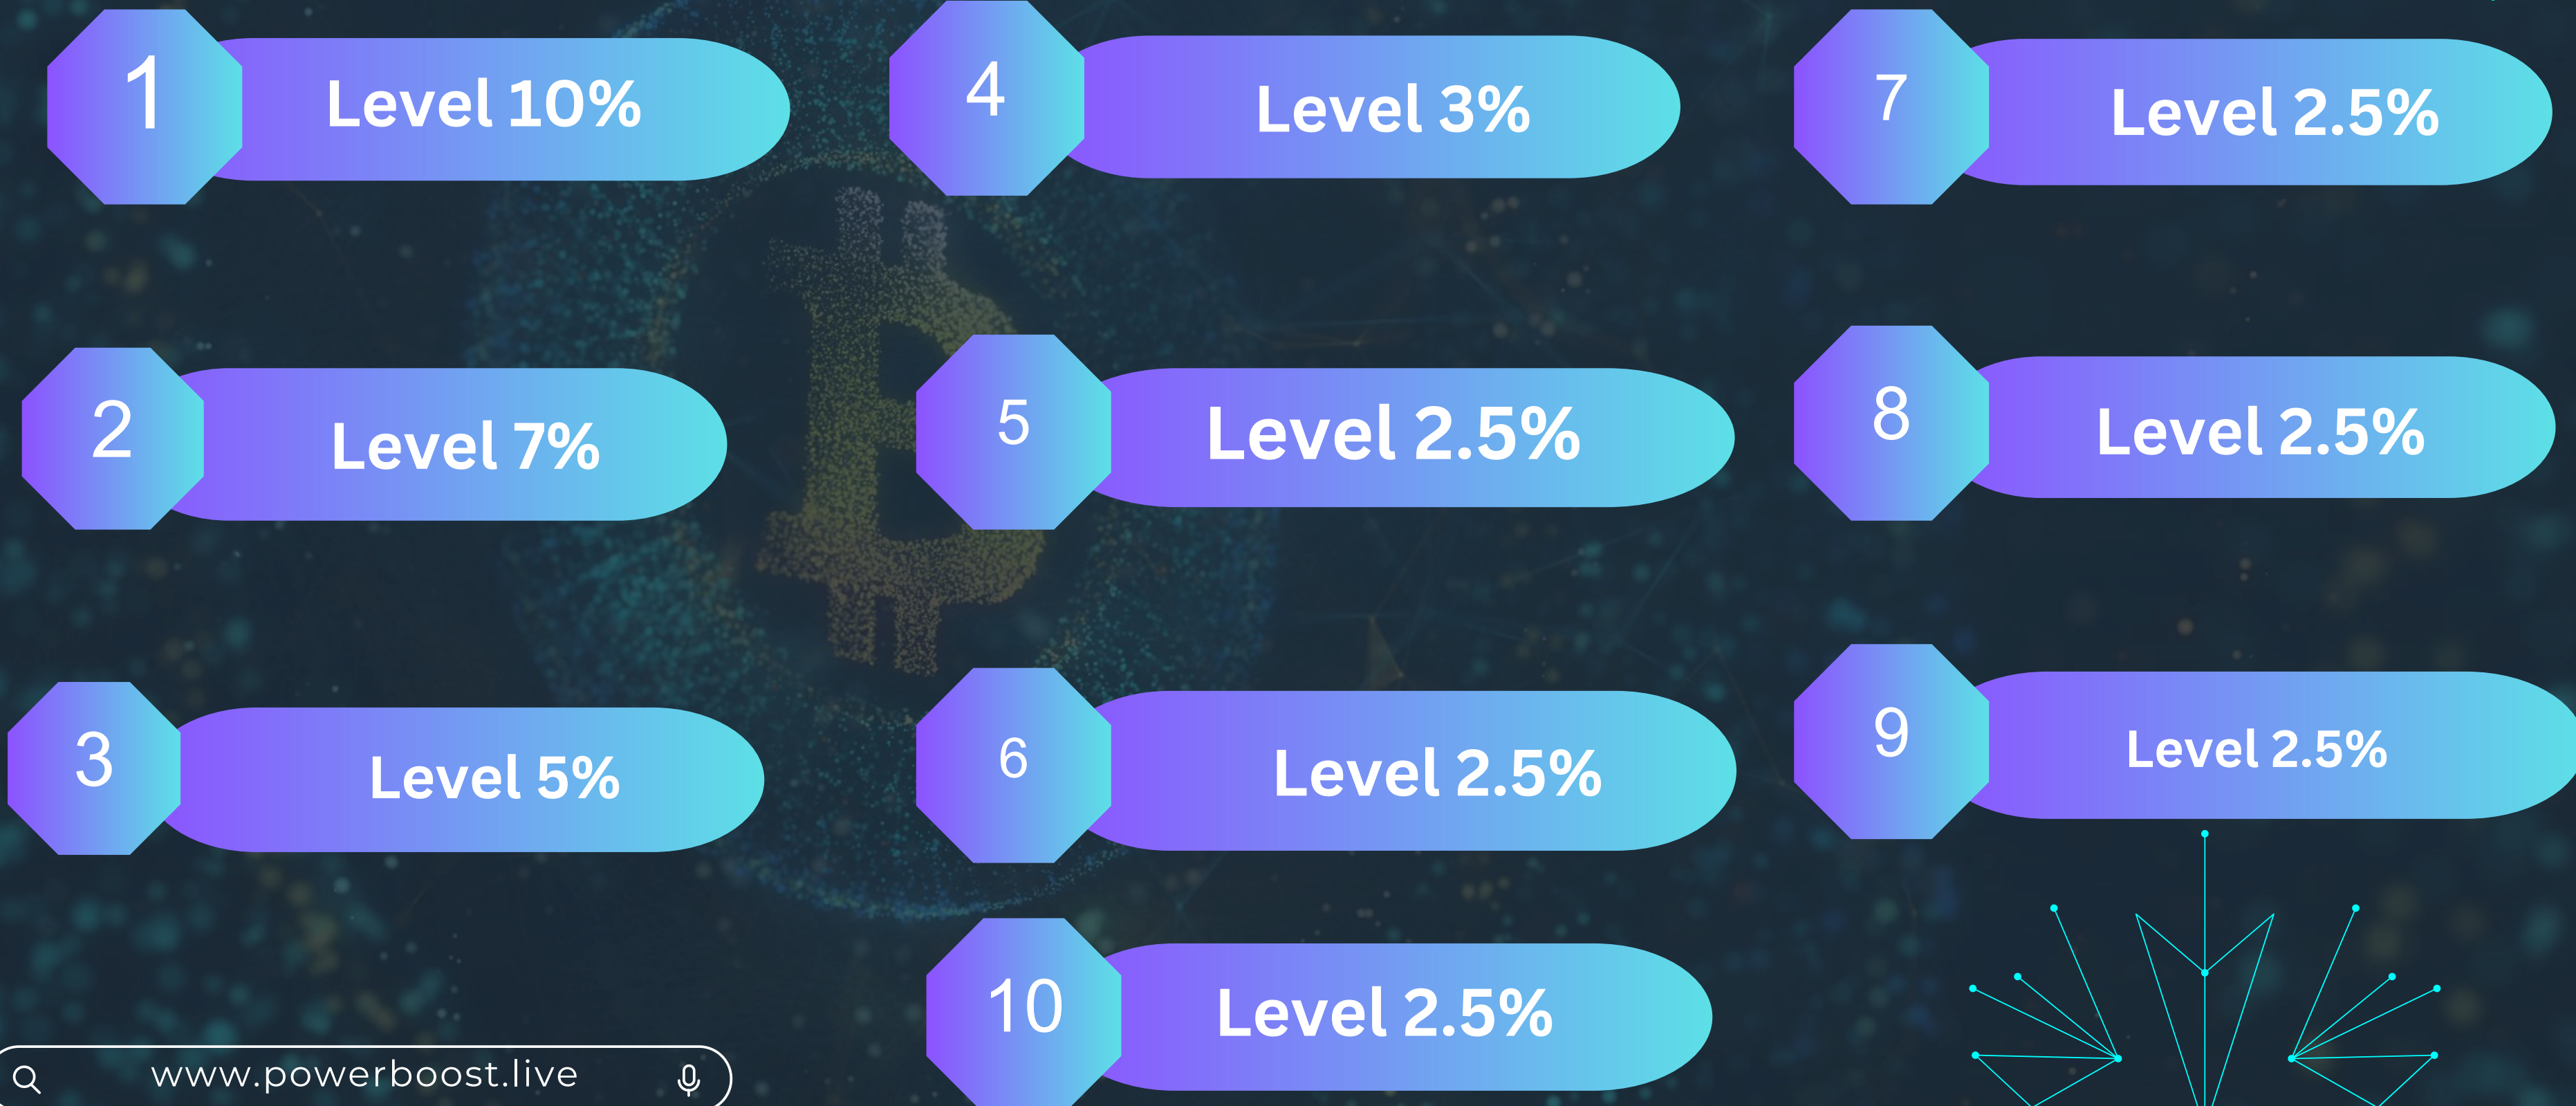 1
Level 10%
2
Level 7%
3
Level 5%
4
Level 3%
5
Level 2.5%
6
Level 2.5%
7
Level 2.5%
8
Level 2.5%
9
Level 2.5%
10
Level 2.5%
www.powerboost.live